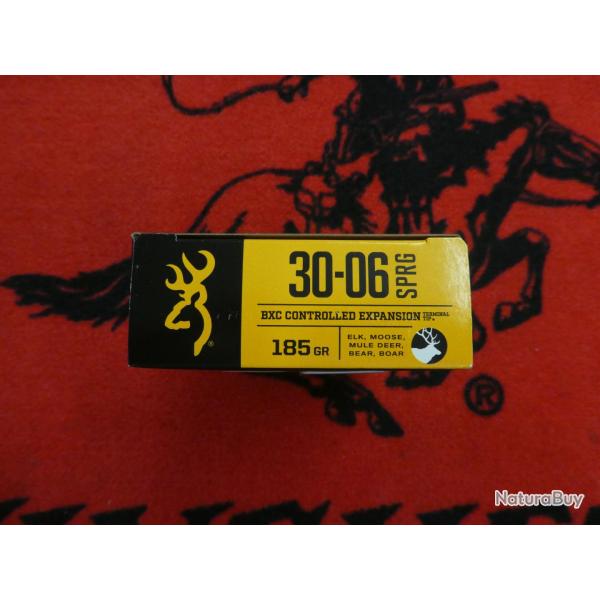 30-06 SPRG
BXC CONTROLLED EXPANSION TERMINAL TIP
185 GR
ELK, MOOSE,
MULE DEER,
BEAR, BOAR
®
NaturaBuy